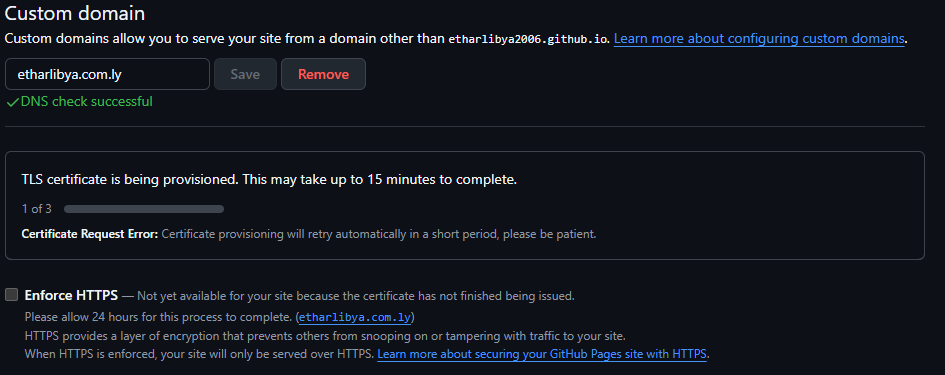 Custom domain
Custom domains allow you to serve your site from a domain other than etharlibya2006.github.io. Learn more about configuring custom domains.
etharlibya.com.ly Save Remove
DNS check successful
TLS certificate is being provisioned. This may take up to 15 minutes to complete.
1 of 3
Certificate Request Error: Certificate provisioning will retry automatically in a short period, please be patient.
Enforce HTTPS — Not yet available for your site because the certificate has not finished being issued.
Please allow 24 hours for this process to complete. (etharlibya.com.ly)
HTTPS provides a layer of encryption that prevents others from snooping on or tampering with traffic to your site.
When HTTPS is enforced, your site will only be served over HTTPS. Learn more about securing your GitHub Pages site with HTTPS.